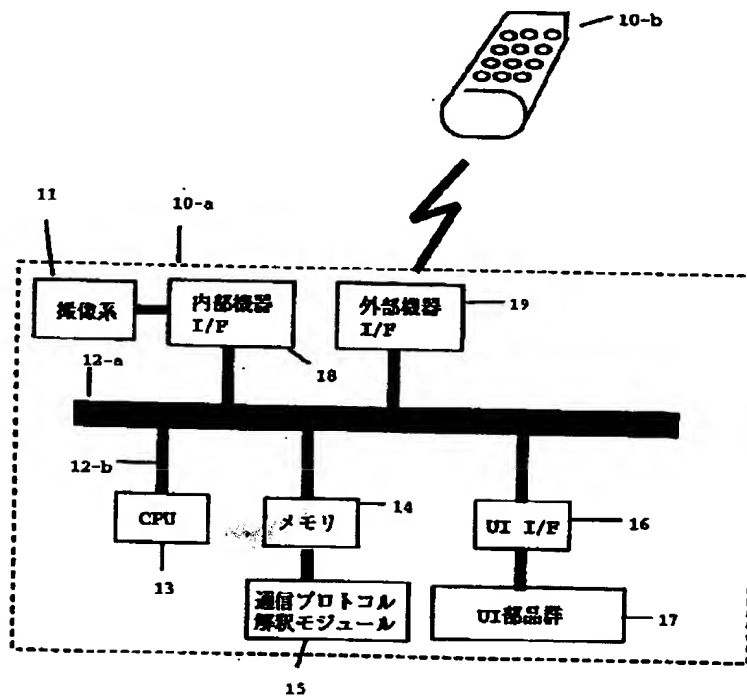 10-b
11
10-a
撮像系
内部機器
I/F
外部機器
I/F
19
18
12-a
12-b
CPU
13
メモリ
14
UI I/F
16
通信プロトコル
解釈モジュール
15
UI部品群
17